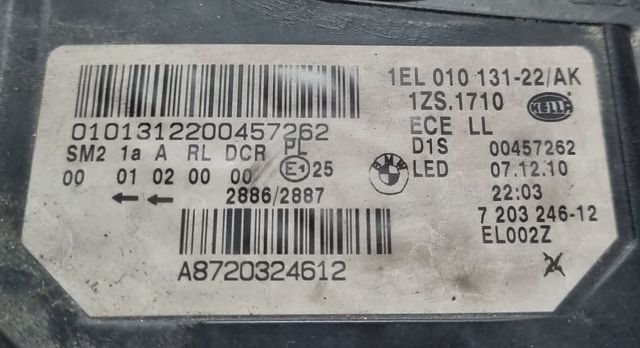 1EL 010 131-22/AK
1ZS.1710
HELLA
0101312200457262
ECE LL
SM2 1a A RL DCR PL
D1S 00457262
00 01 02 00 00 E1 25
BMW
LED 07.12.10
← ← 2886/2887
22:03
7 203 246-12
A8720324612
EL002Z